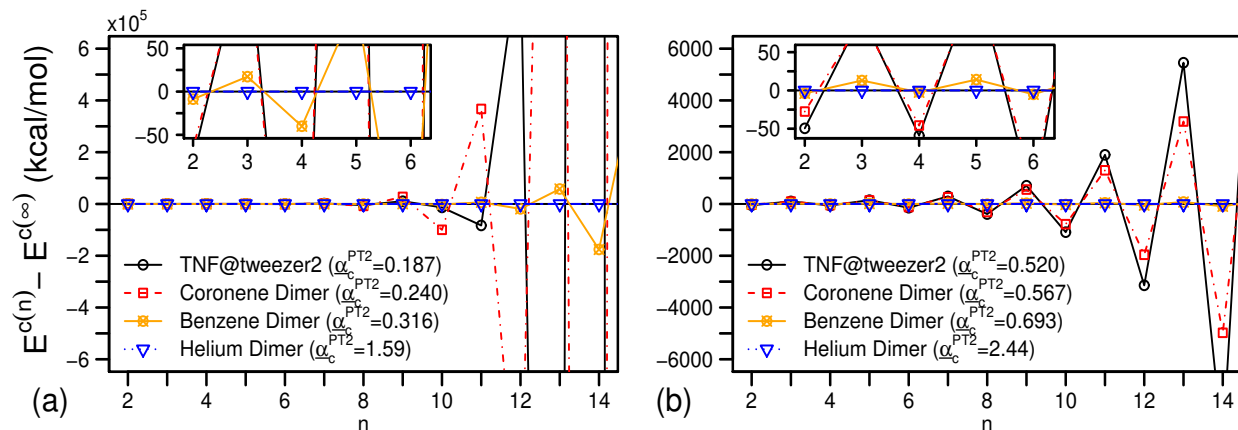 x10⁵
6
4
2
0
−2
−4
−6
E^c(n) − E^c(∞) (kcal/mol)
50
0
−50
2 3 4 5 6
TNF@tweezer2 (α_c^PT2=0.187)
Coronene Dimer (α_c^PT2=0.240)
Benzene Dimer (α_c^PT2=0.316)
Helium Dimer (α_c^PT2=1.59)
2 4 6 8 10 12 14
n
(a)
6000
4000
2000
0
−2000
−4000
−6000
50
0
−50
2 3 4 5 6
TNF@tweezer2 (α_c^PT2=0.520)
Coronene Dimer (α_c^PT2=0.567)
Benzene Dimer (α_c^PT2=0.693)
Helium Dimer (α_c^PT2=2.44)
2 4 6 8 10 12 14
n
(b)